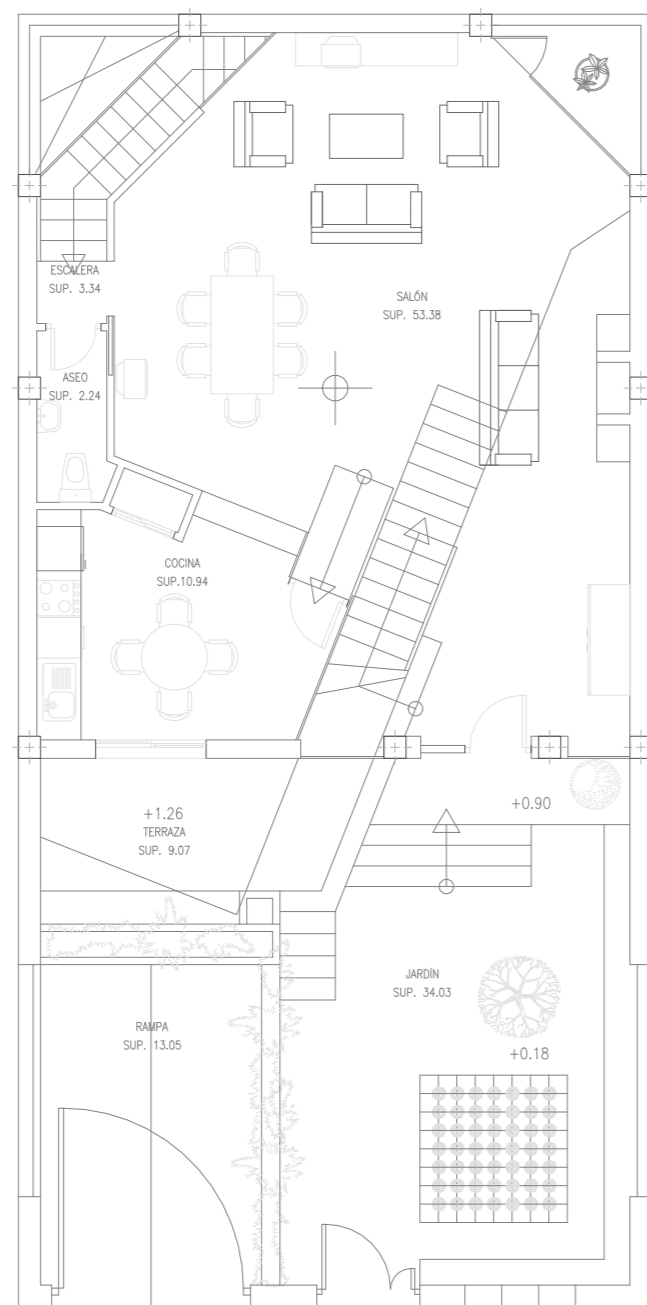 ESCALERA
SUP. 3.34
SALÓN
SUP. 53.38
ASEO
SUP. 2.24
COCINA
SUP.10.94
+1.26
TERRAZA
SUP. 9.07
+0.90
JARDÍN
SUP. 34.03
RAMPA
SUP. 13.05
+0.18